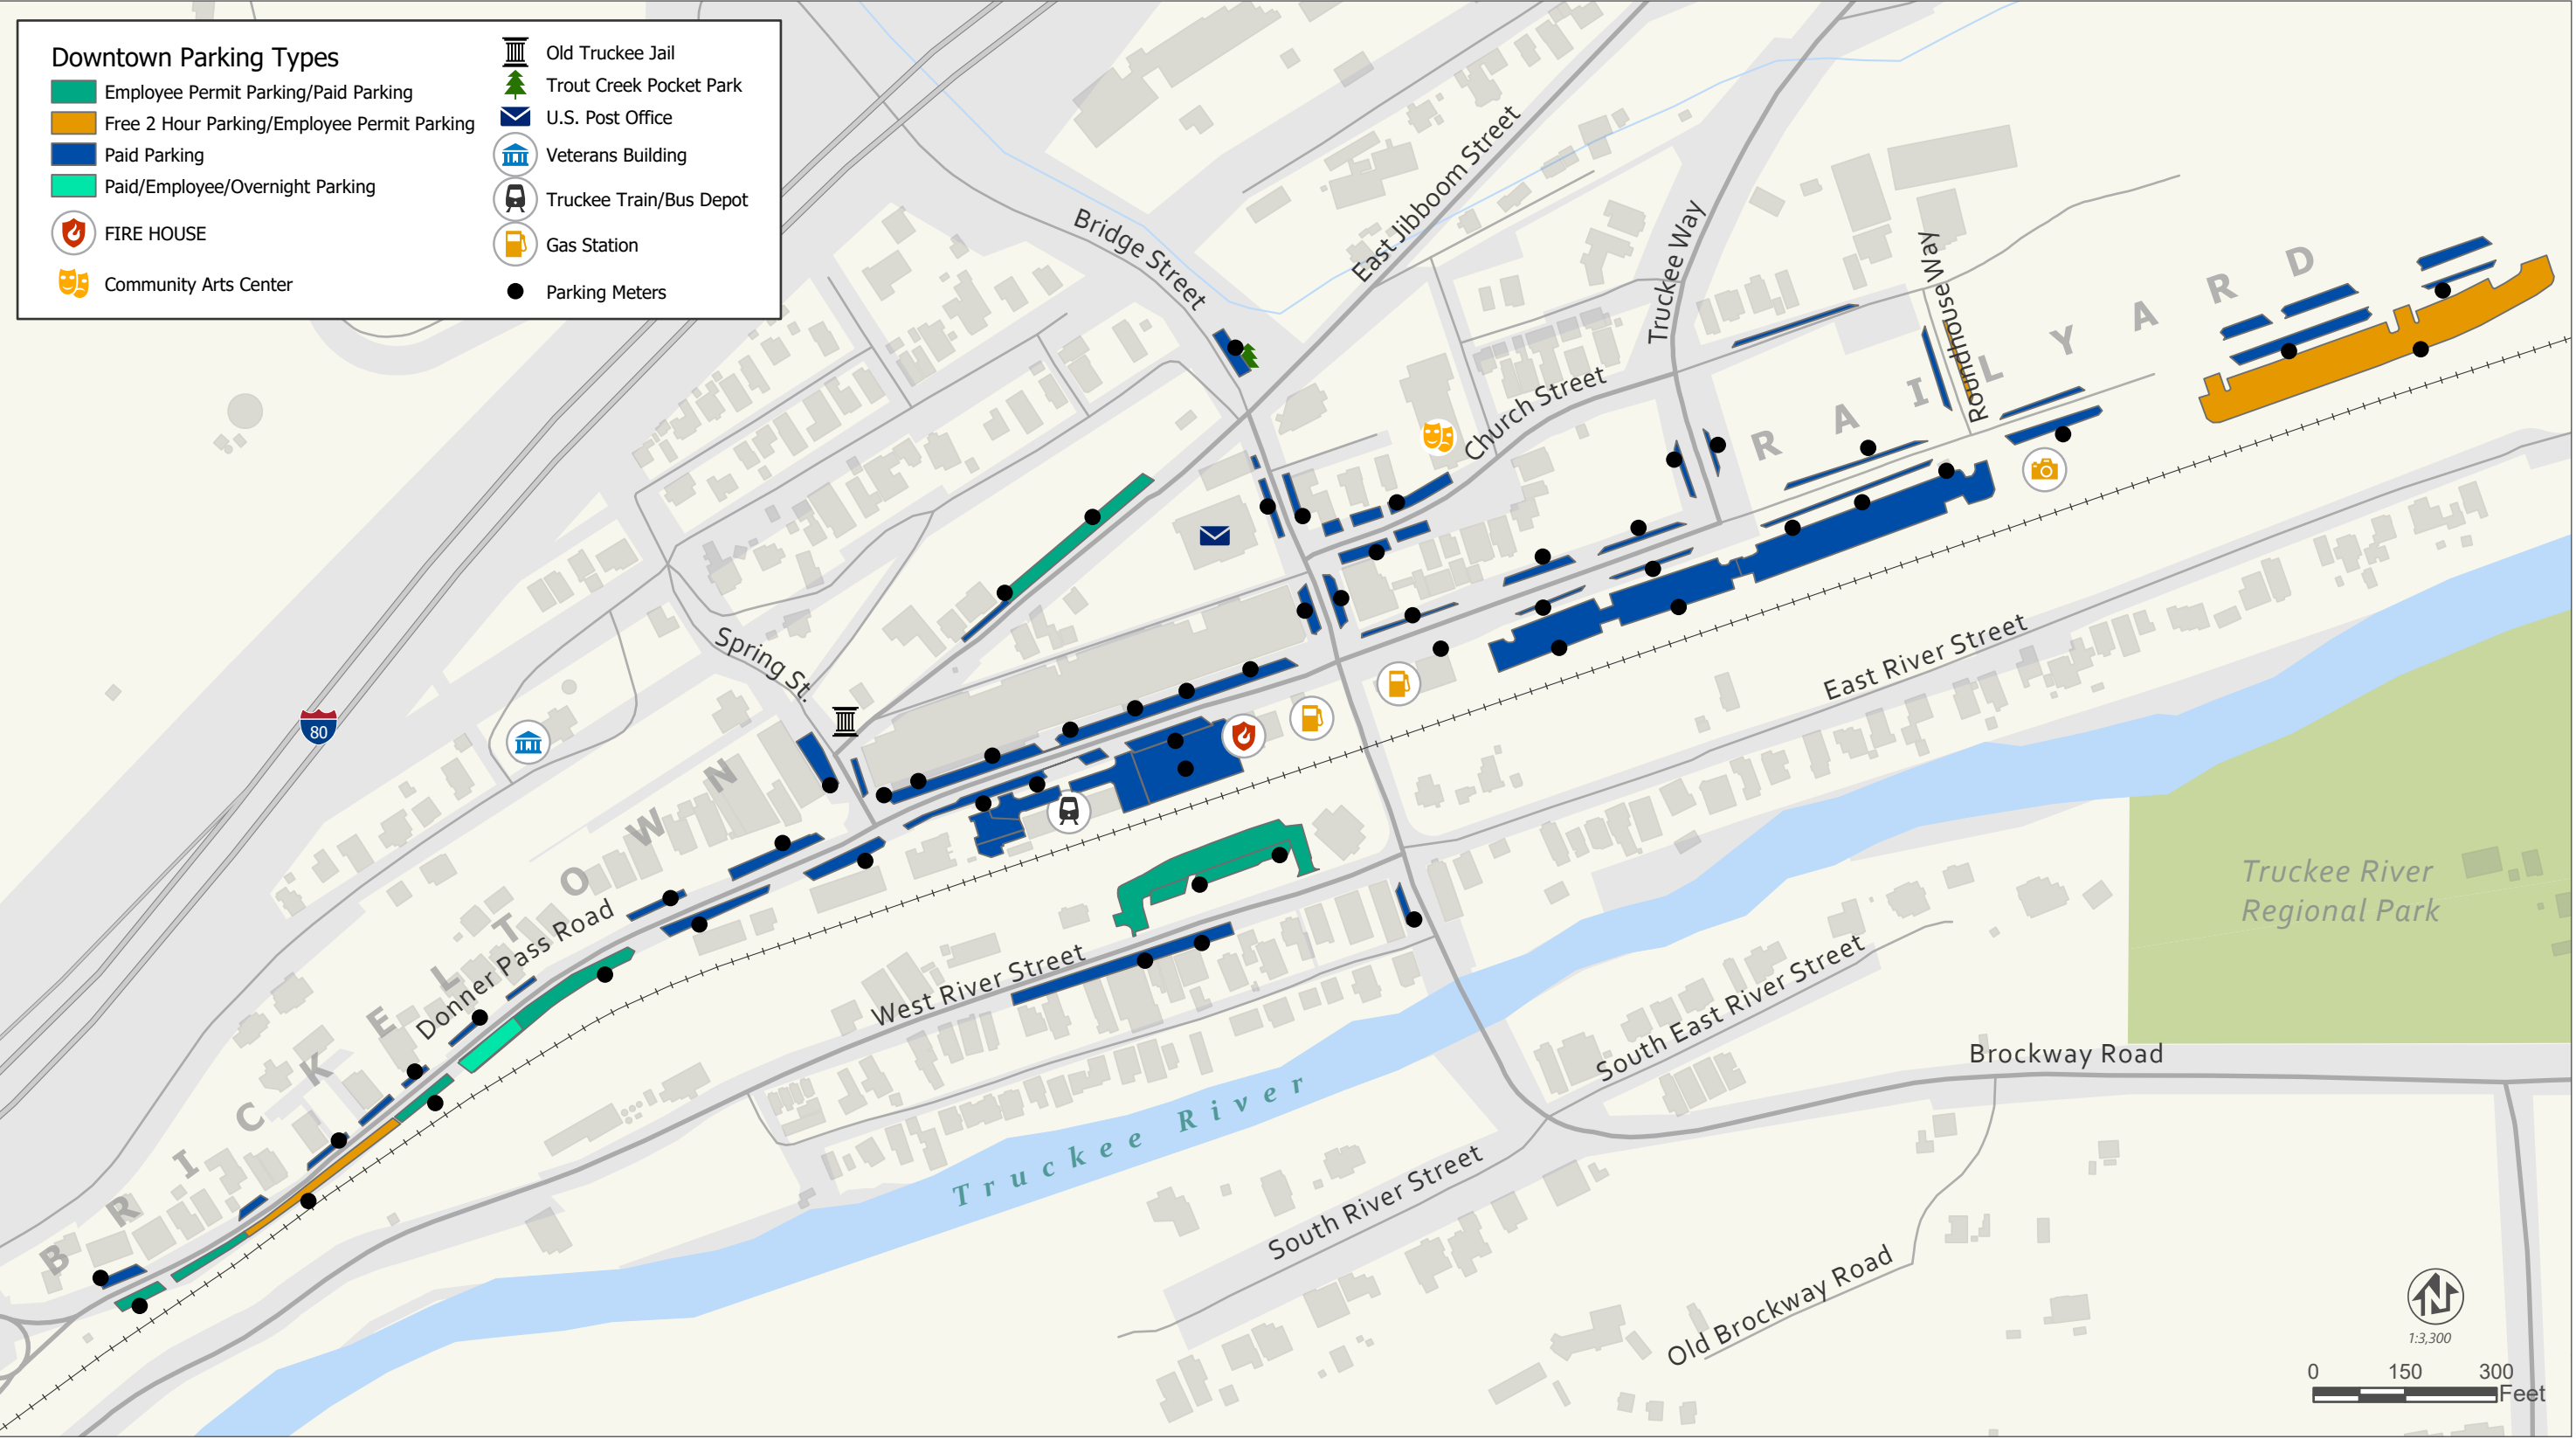 Downtown Parking Types
Employee Permit Parking/Paid Parking
Free 2 Hour Parking/Employee Permit Parking
Paid Parking
Paid/Employee/Overnight Parking
FIRE HOUSE
Community Arts Center
Old Truckee Jail
Trout Creek Pocket Park
U.S. Post Office
Veterans Building
Truckee Train/Bus Depot
Gas Station
Parking Meters
Bridge Street
East Jibboom Street
Truckee Way
Roundhouse Way
RAILYARD
Church Street
Spring St.
80
BRICKELLTOWN
Donner Pass Road
East River Street
West River Street
Truckee River
Regional Park
South East River Street
Brockway Road
Truckee River
South River Street
Old Brockway Road
N
1:3,300
0 150 300
Feet